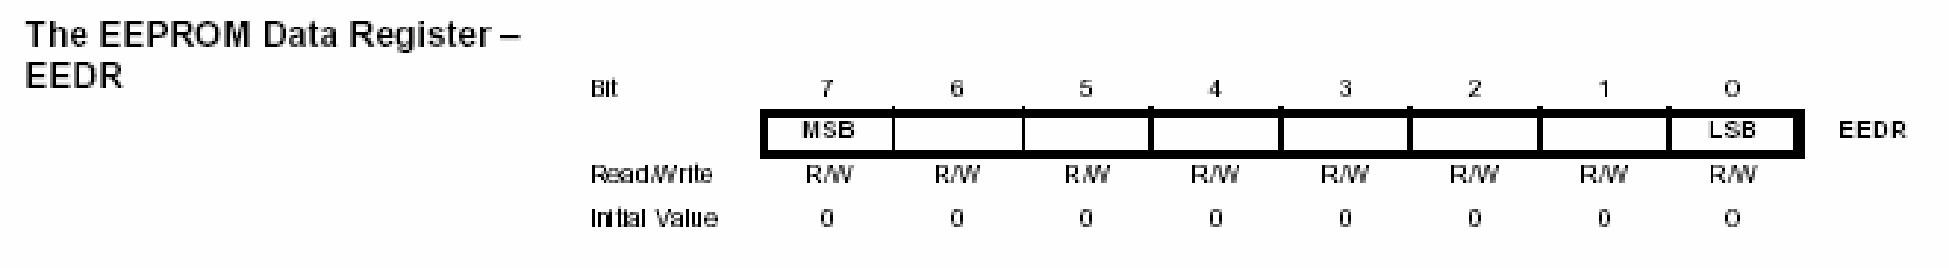 The EEPROM Data Register –
EEDR
Bit 7 6 5 4 3 2 1 0
MSB LSB EEDR
Read/Write R/W R/W R/W R/W R/W R/W R/W R/W
Initial Value 0 0 0 0 0 0 0 0